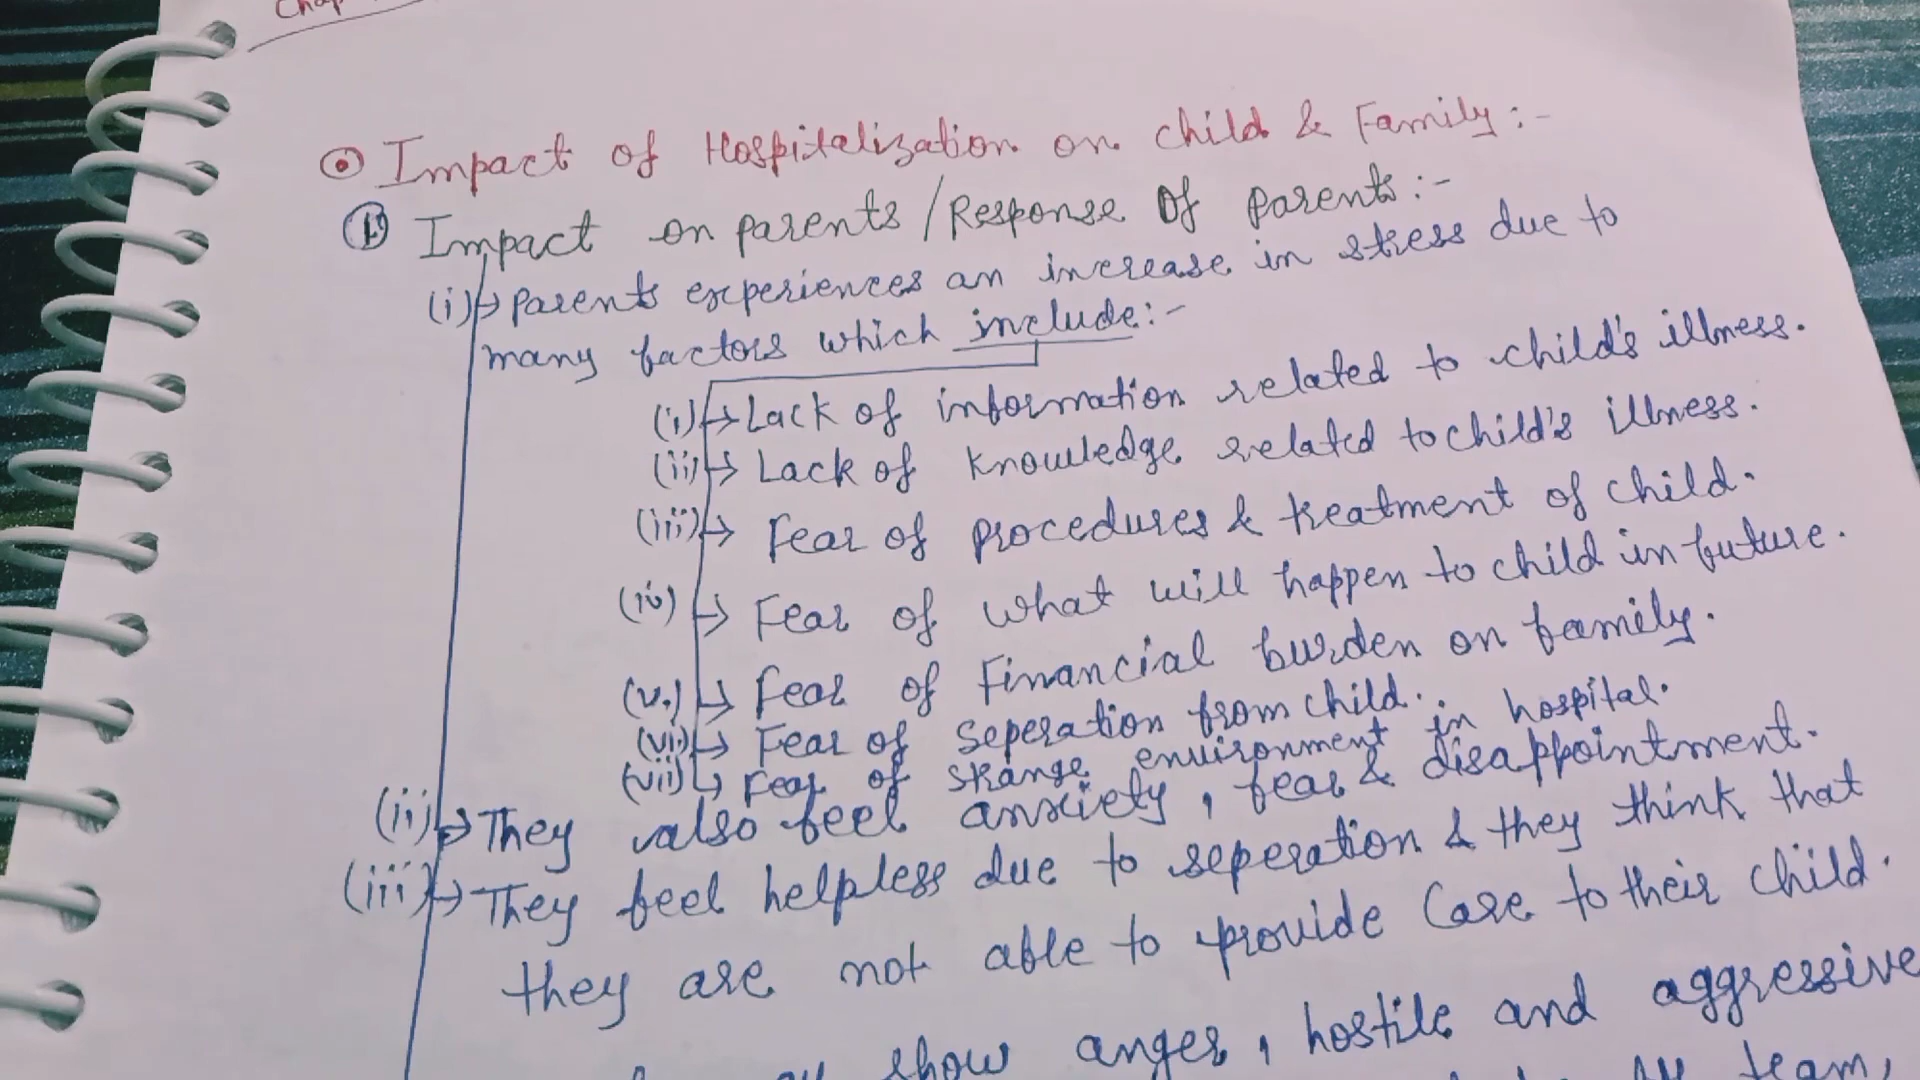 Chap
⊙ Impact of Hospitalization on child & Family:-
1) Impact on parents/Response Of parents:-
(i)→ parents experiences an increase in stress due to
many factors which include:-
(i)→ Lack of information related to child's illness.
(ii)→ Lack of knowledge related to child's illness.
(iii)→ Fear of procedures & treatment of child.
(iv)→ Fear of what will happen to child in future.
(v.)→ Fear of Financial burden on family.
(vi)→ Fear of seperation from child.
(vii)→ Fear of strange environment in hospital.
(ii)→ They also feel anxiety, fear & disappointment.
(iii)→ They feel helpless due to seperation & they think that
they are not able to provide Care to their child.
show anger, hostile and aggressive
team,